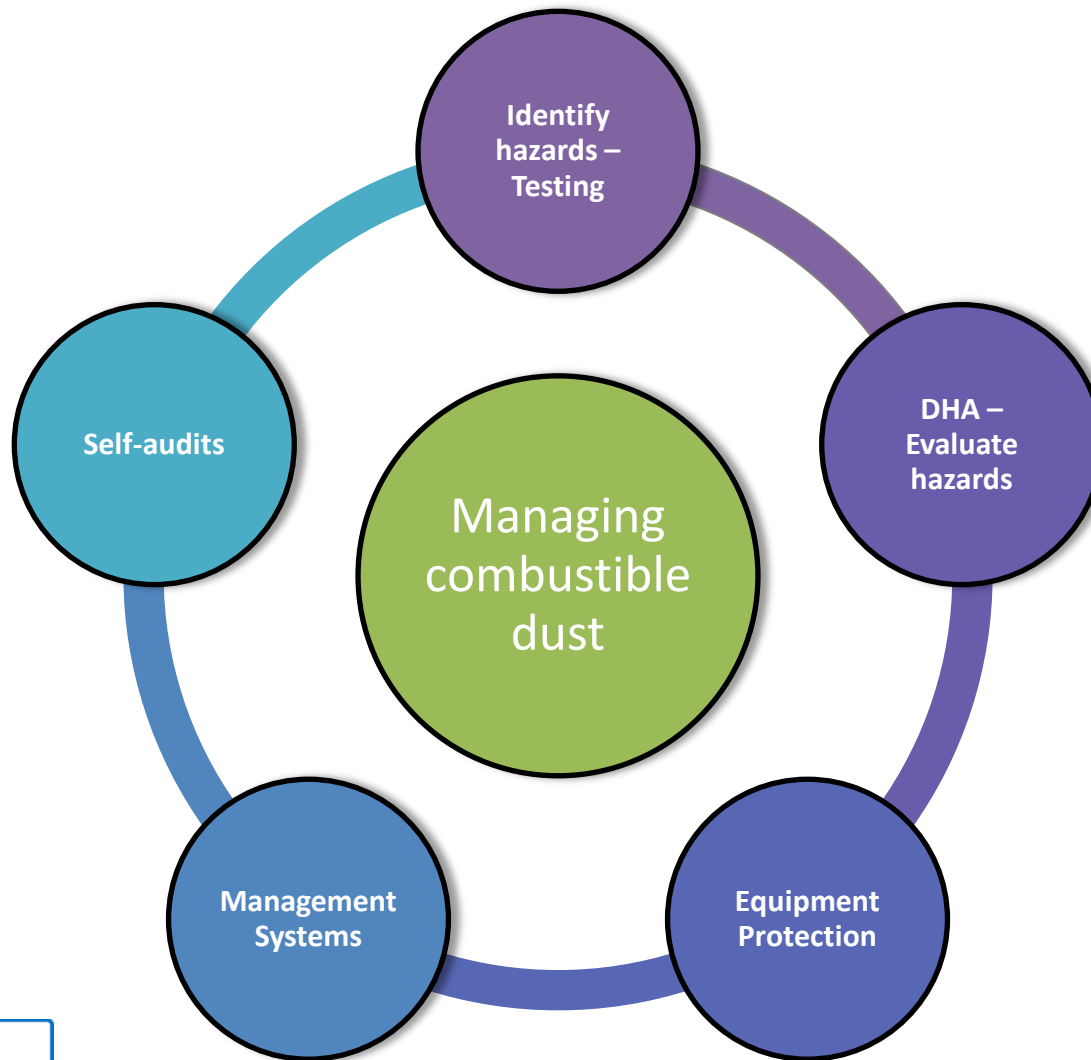 Identify
hazards –
Testing
DHA –
Evaluate
hazards
Self-audits
Managing
combustible
dust
Management
Systems
Equipment
Protection